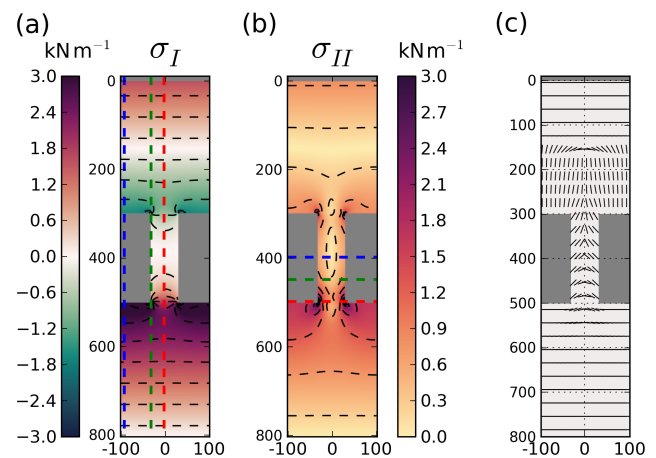 (a) (b) (c)
kN m⁻¹ σ_I σ_II kN m⁻¹
3.0 0 0 3.0 0
2.4 2.7 100
1.8 200 200 2.4 200
1.2 2.1
0.6 1.8 300
0.0 400 400 1.5 400
−0.6 1.2 500
−1.2 600 600 0.9 600
−1.8 0.6 700
−2.4 0.3
−3.0 800 800 0.0 800
-100 0 100 -100 0 100 -100 0 100